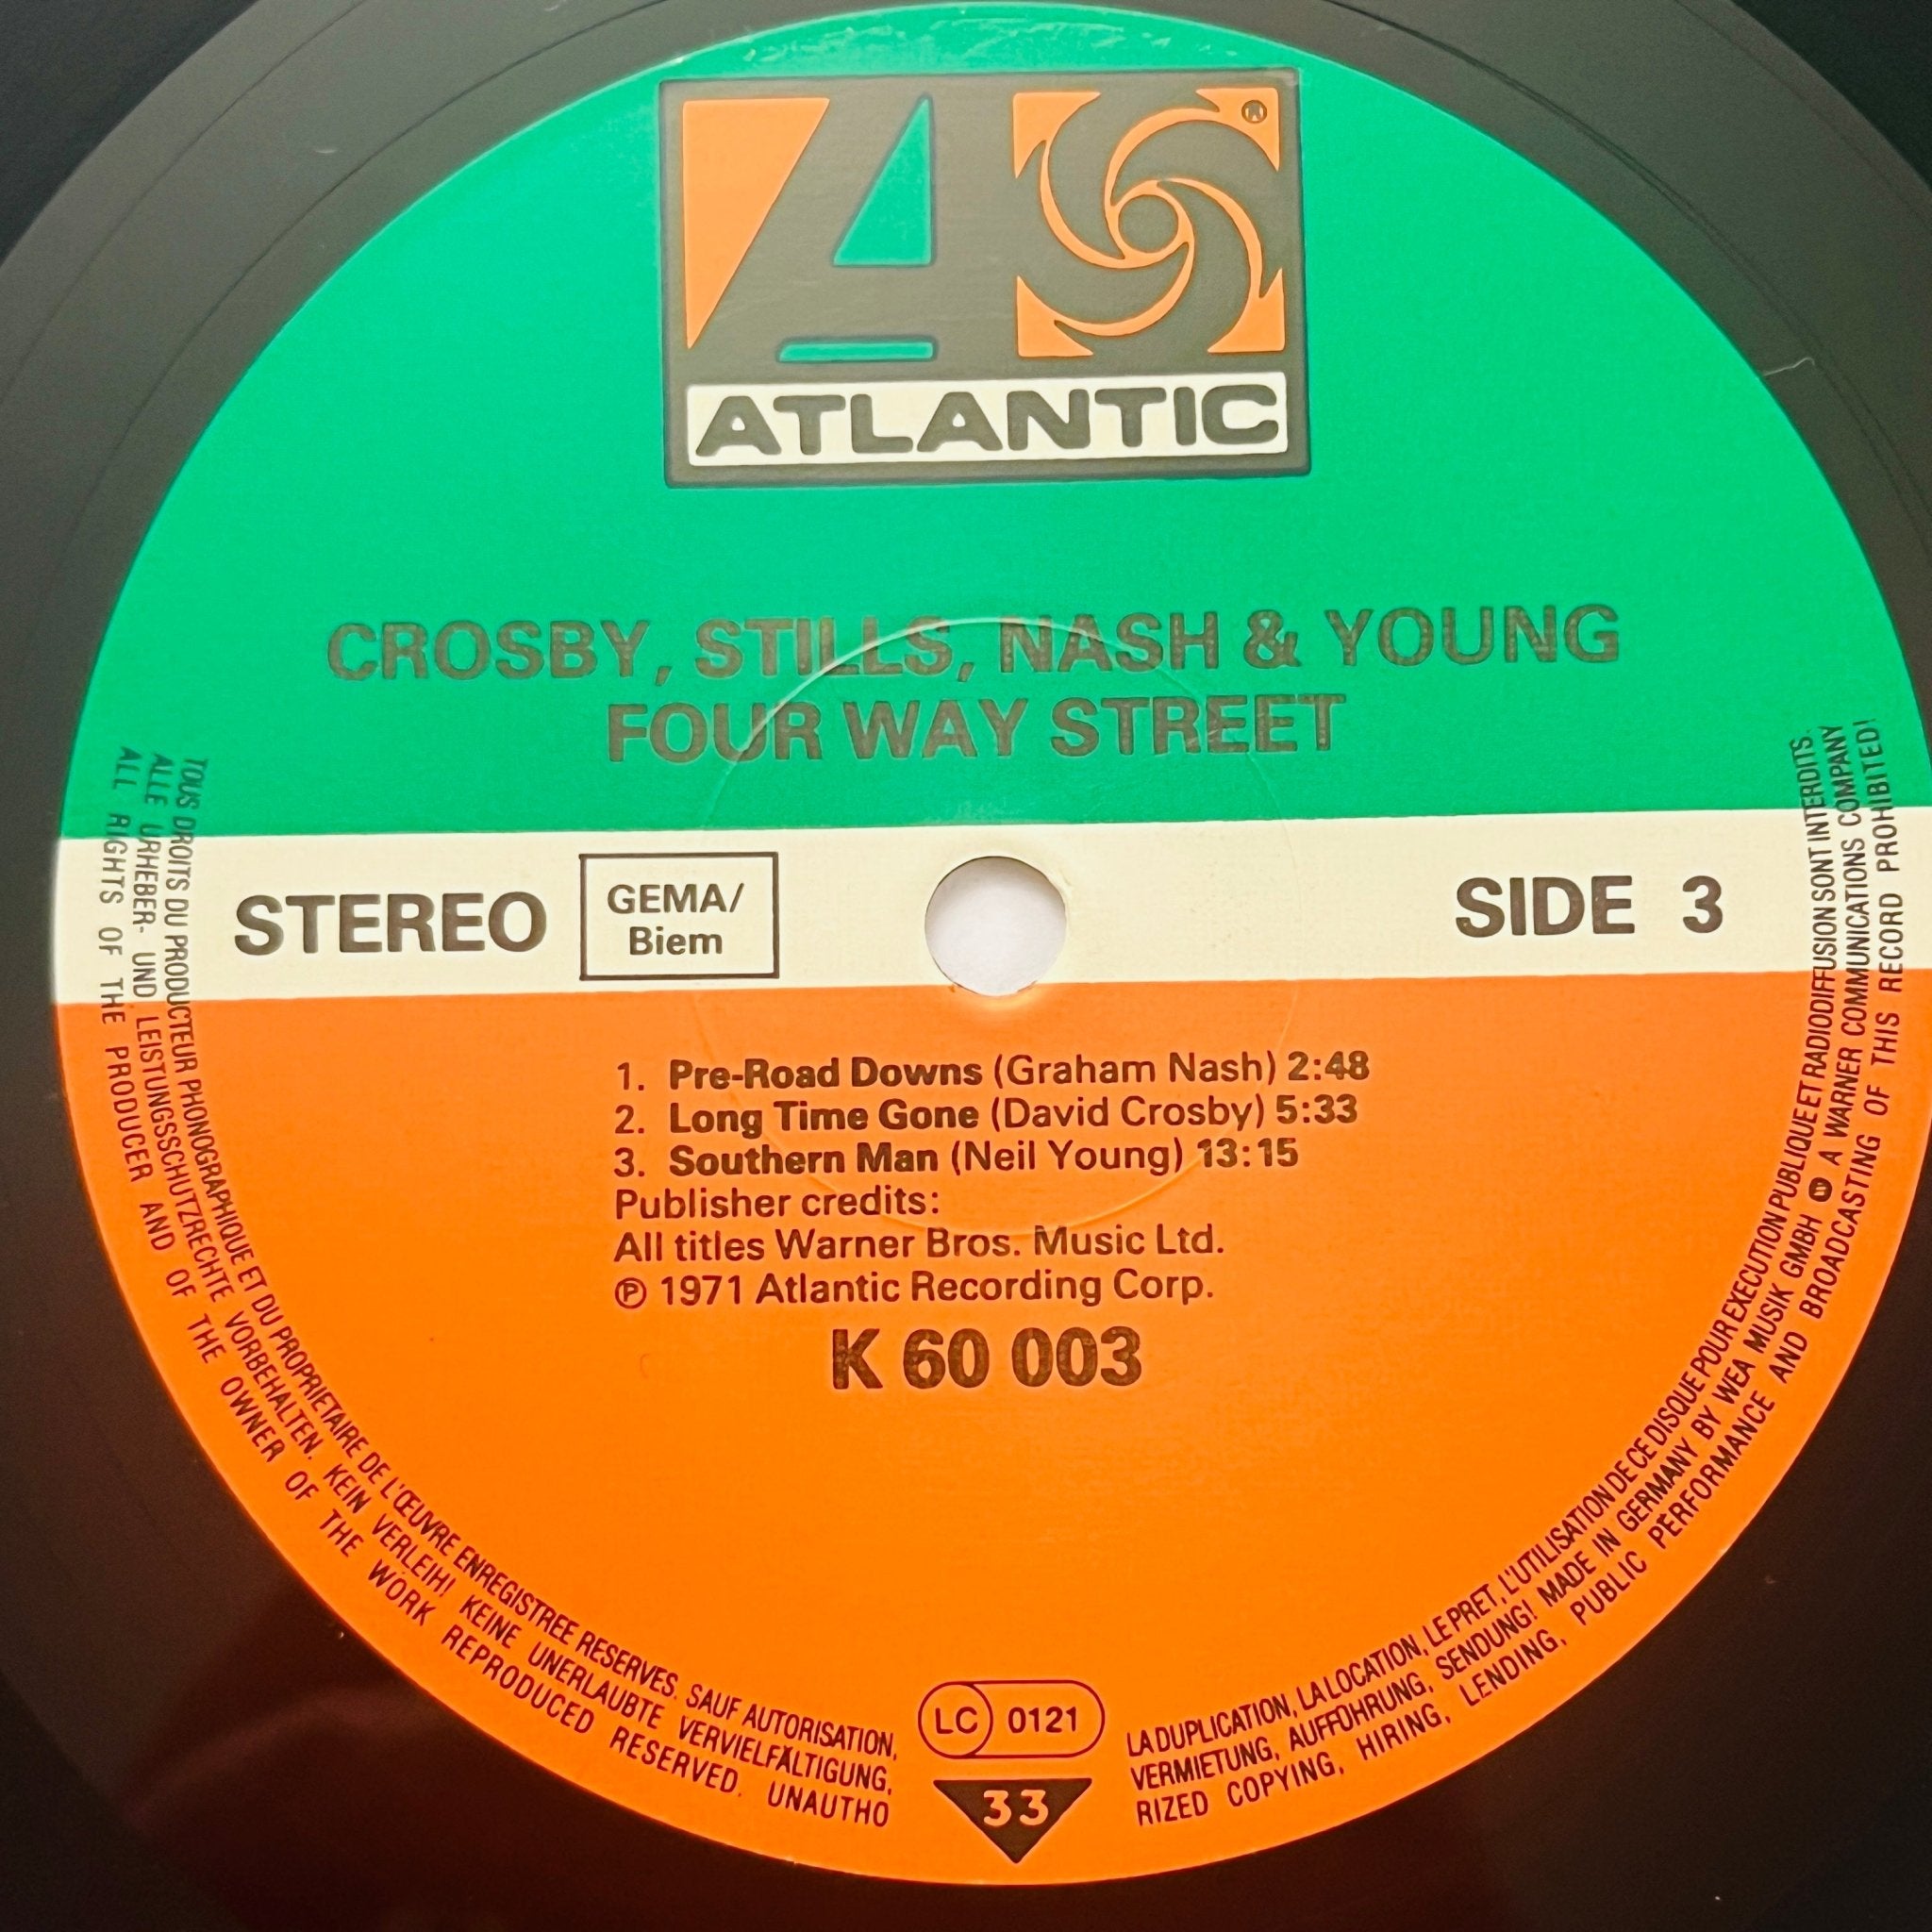 ATLANTIC
CROSBY, STILLS, NASH & YOUNG
FOUR WAY STREET
STEREO
GEMA/
Biem
SIDE 3
1. Pre-Road Downs (Graham Nash) 2:48
2. Long Time Gone (David Crosby) 5:33
3. Southern Man (Neil Young) 13:15
Publisher credits:
All titles Warner Bros. Music Ltd.
℗ 1971 Atlantic Recording Corp.
K 60 003
TOUS DROITS DU PRODUCTEUR PHONOGRAPHIQUE ET DU PROPRIETAIRE DE L'ŒUVRE ENREGISTREE RESERVES. SAUF AUTORISATION,
LA DUPLICATION, LA LOCATION, LE PRET, L'UTILISATION DE CE DISQUE POUR EXECUTION PUBLIQUE ET RADIODIFFUSION SONT INTERDITS.
ALLE URHEBER- UND LEISTUNGSSCHUTZRECHTE VORBEHALTEN. KEIN VERLEIH! KEINE UNERLAUBTE VERVIELFÄLTIGUNG,
VERMIETUNG, AUFFÜHRUNG, SENDUNG! MADE IN GERMANY BY WEA MUSIK GMBH A WARNER COMMUNICATIONS COMPANY
ALL RIGHTS OF THE PRODUCER AND OF THE OWNER OF THE WORK REPRODUCED RESERVED. UNAUTHO
RIZED COPYING, HIRING, LENDING, PUBLIC PERFORMANCE AND BROADCASTING OF THIS RECORD PROHIBITED!
LC 0121
33